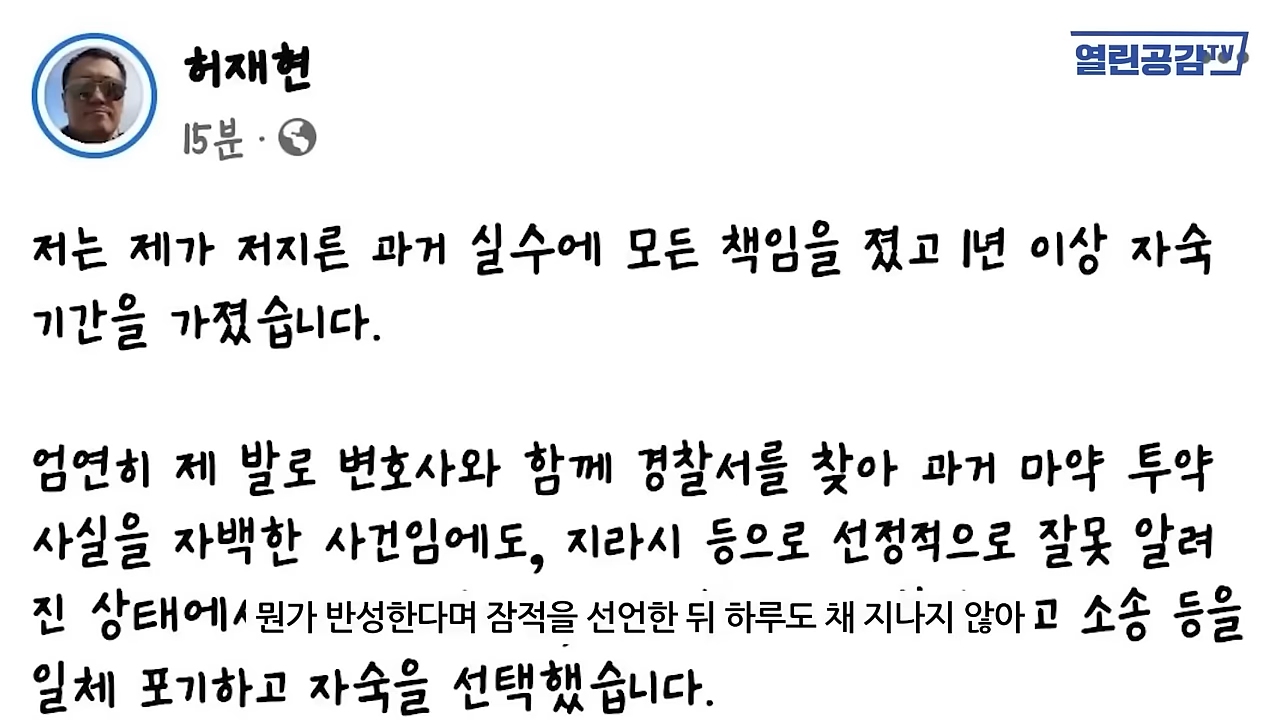 허재현
15분 ·
열린공감TV
저는 제가 저지른 과거 실수에 모든 책임을 졌고 1년 이상 자숙
기간을 가졌습니다.
엄연히 제 발로 변호사와 함께 경찰서를 찾아 과거 마약 투약
사실을 자백한 사건임에도, 지라시 등으로 선정적으로 잘못 알려
진 상태에서 고 소송 등을
뭔가 반성한다며 잠적을 선언한 뒤 하루도 채 지나지 않아
일체 포기하고 자숙을 선택했습니다.